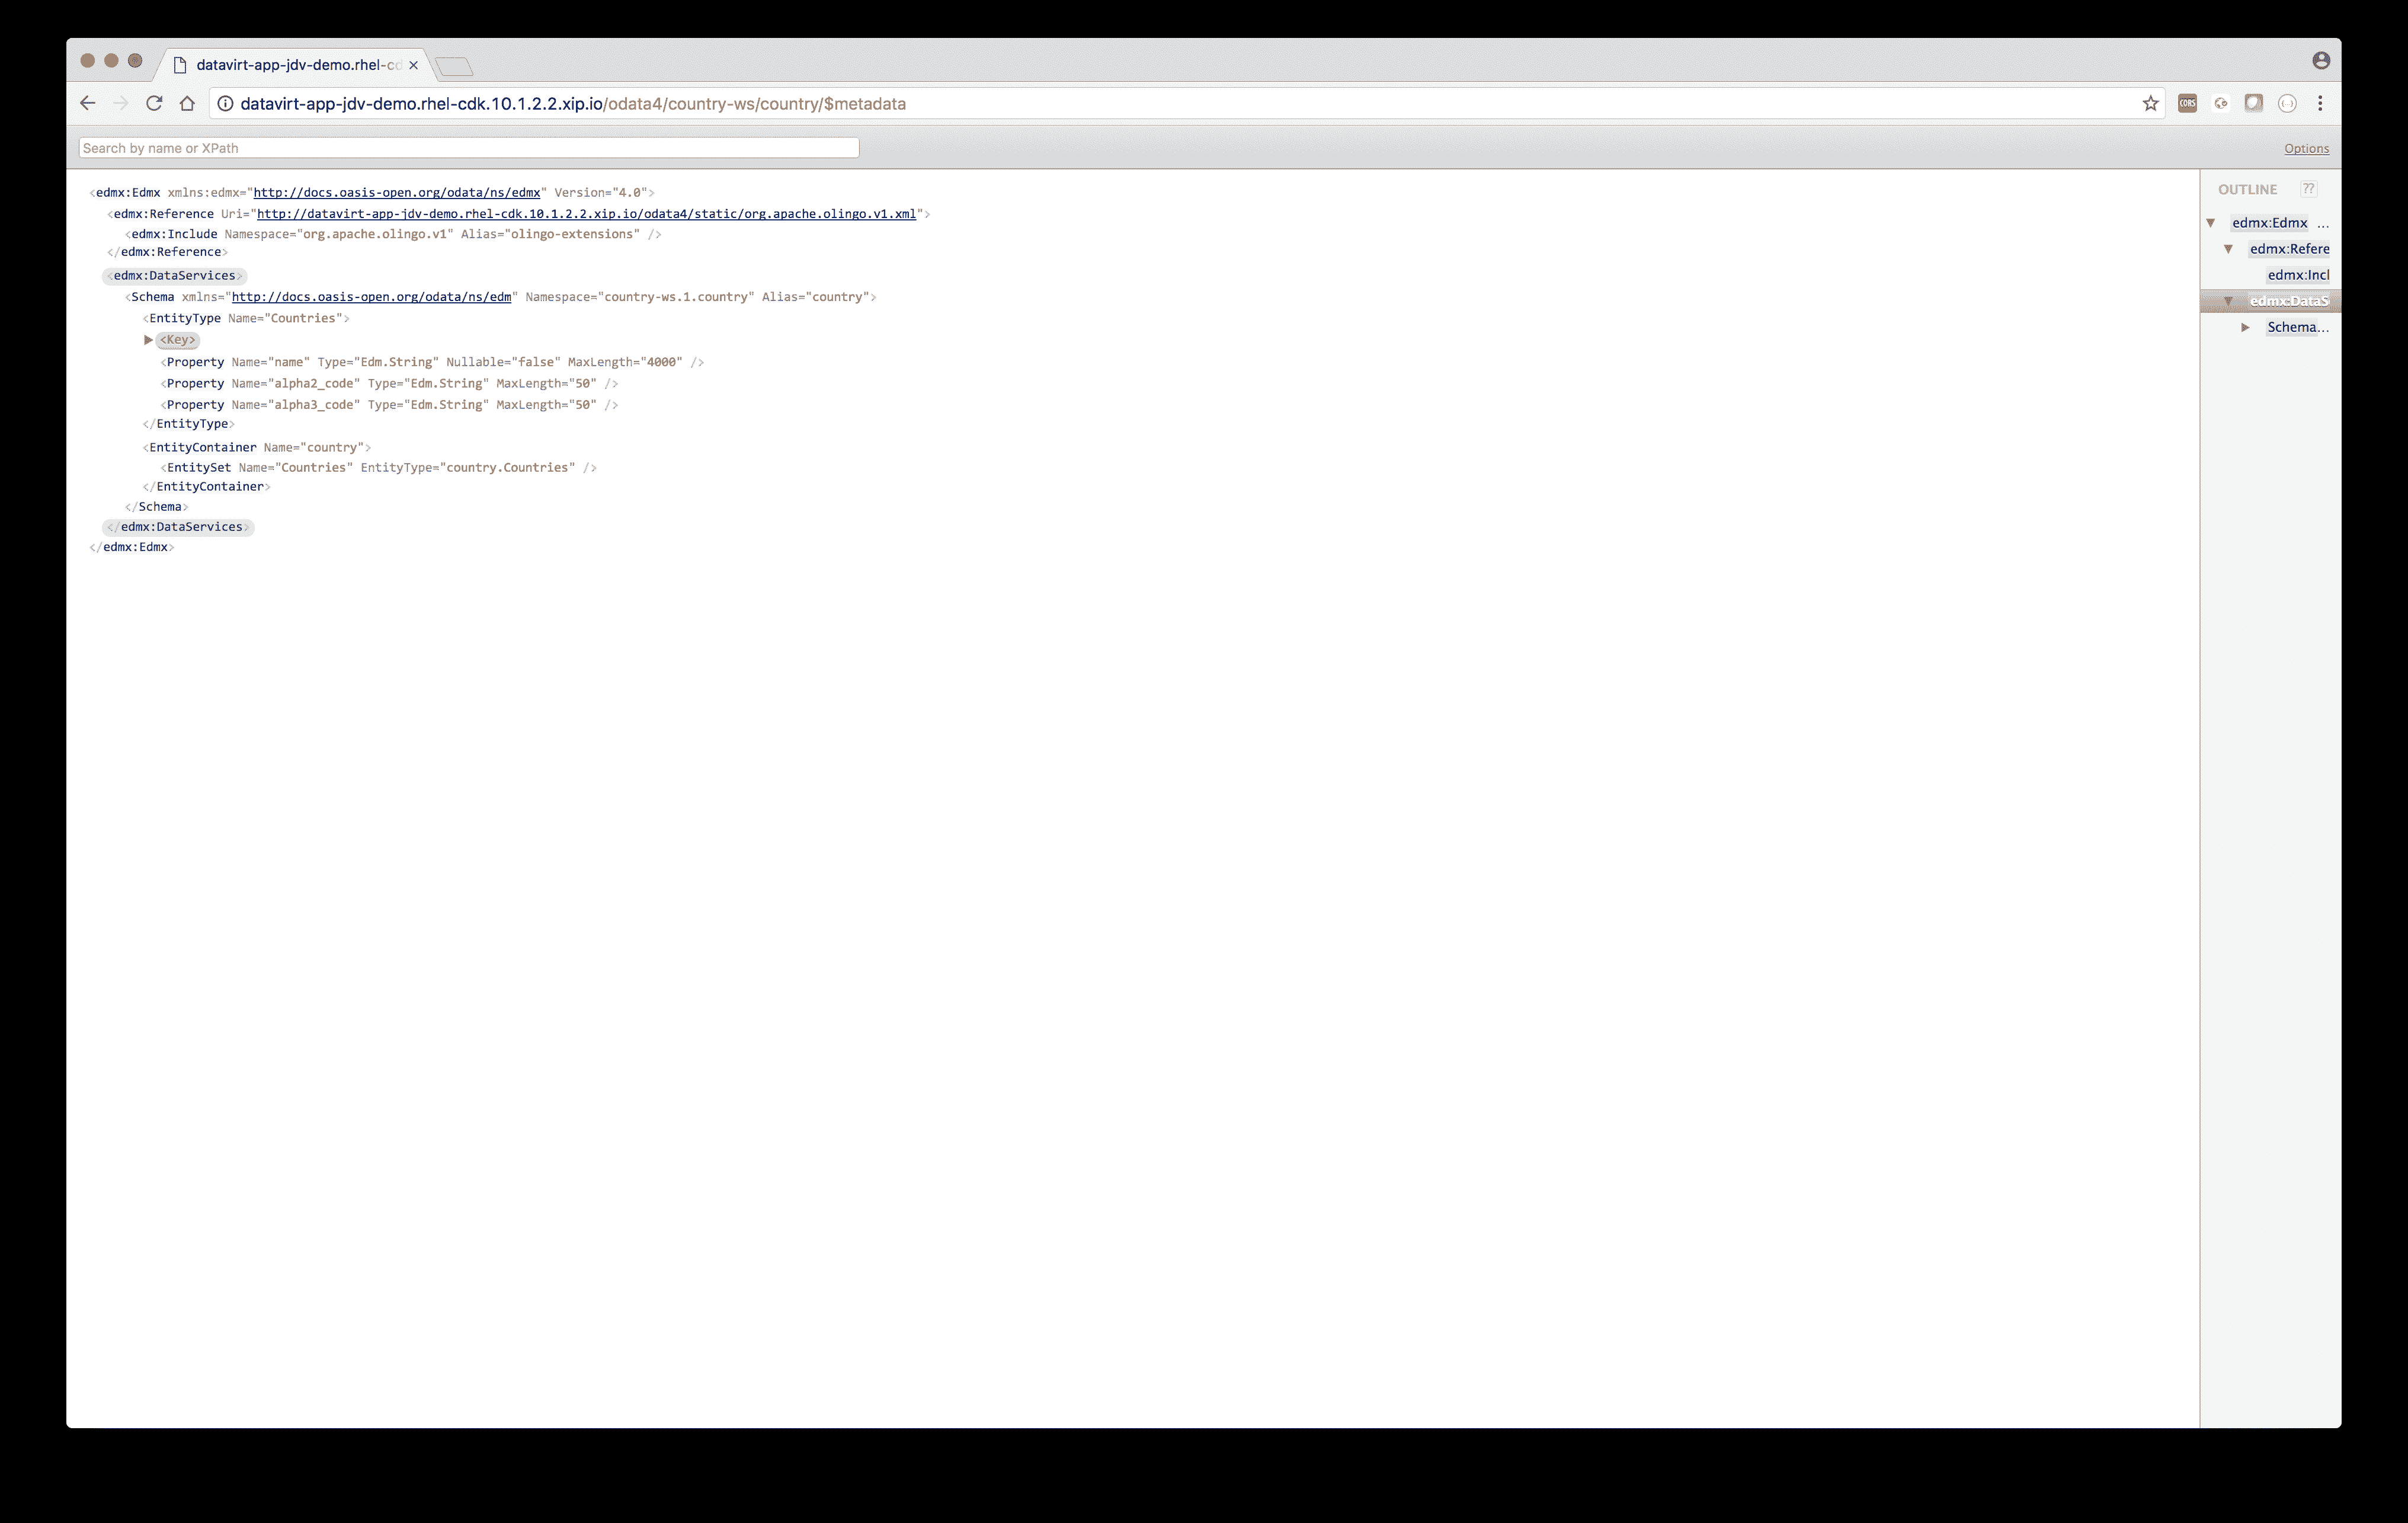 datavirt-app-jdv-demo.rhel-cd
datavirt-app-jdv-demo.rhel-cdk.10.1.2.2.xip.io/odata4/country-ws/country/$metadata
CORS
Search by name or XPath
Options
<edmx:Edmx xmlns:edmx="http://docs.oasis-open.org/odata/ns/edmx" Version="4.0">
<edmx:Reference Uri="http://datavirt-app-jdv-demo.rhel-cdk.10.1.2.2.xip.io/odata4/static/org.apache.olingo.v1.xml">
<edmx:Include Namespace="org.apache.olingo.v1" Alias="olingo-extensions" />
</edmx:Reference>
<edmx:DataServices>
<Schema xmlns="http://docs.oasis-open.org/odata/ns/edm" Namespace="country-ws.1.country" Alias="country">
<EntityType Name="Countries">
<Key>
<Property Name="name" Type="Edm.String" Nullable="false" MaxLength="4000" />
<Property Name="alpha2_code" Type="Edm.String" MaxLength="50" />
<Property Name="alpha3_code" Type="Edm.String" MaxLength="50" />
</EntityType>
<EntityContainer Name="country">
<EntitySet Name="Countries" EntityType="country.Countries" />
</EntityContainer>
</Schema>
</edmx:DataServices>
</edmx:Edmx>
OUTLINE ??
edmx:Edmx ...
edmx:Refere
edmx:Incl
edmx:DataS
Schema...